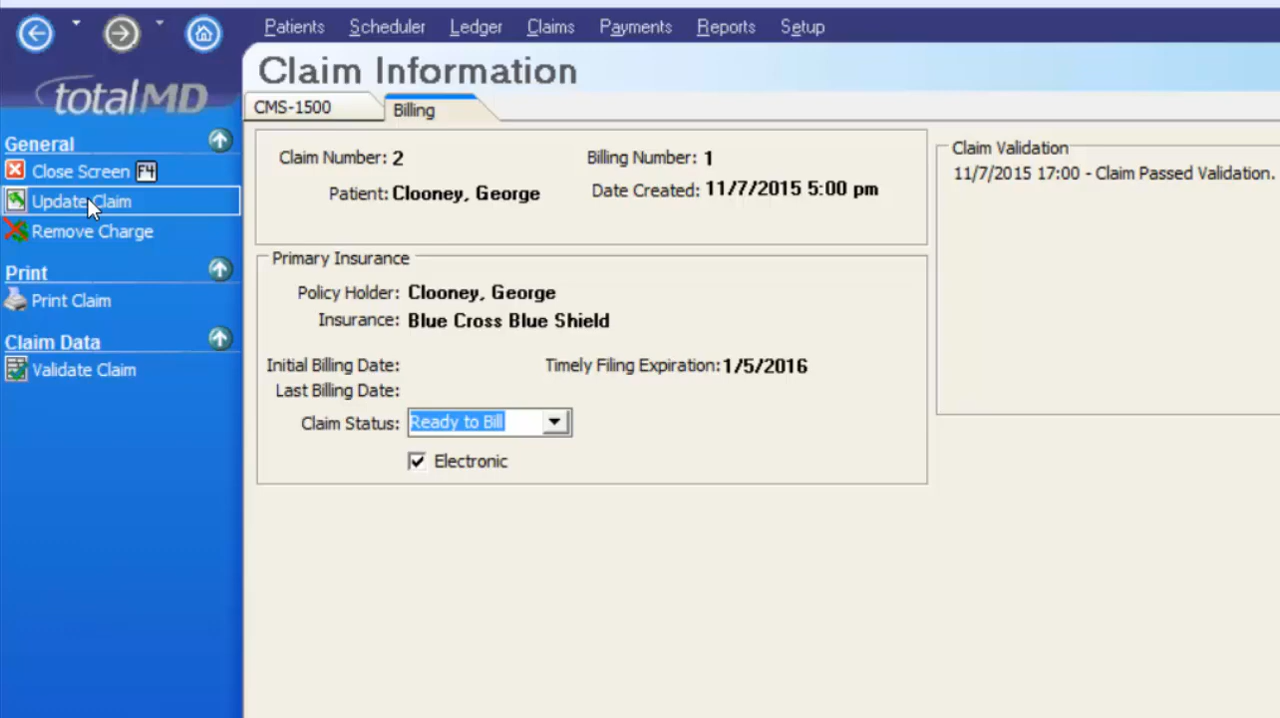 Patients Scheduler Ledger Claims Payments Reports Setup
totalMD
Claim Information
CMS-1500 Billing
General
Close Screen F4
Update Claim
Remove Charge
Print
Print Claim
Claim Data
Validate Claim
Claim Number: 2 Billing Number: 1
Patient: Clooney, George Date Created: 11/7/2015 5:00 pm
Primary Insurance
Policy Holder: Clooney, George
Insurance: Blue Cross Blue Shield
Initial Billing Date: Timely Filing Expiration: 1/5/2016
Last Billing Date:
Claim Status: Ready to Bill
Electronic
Claim Validation
11/7/2015 17:00 - Claim Passed Validation.